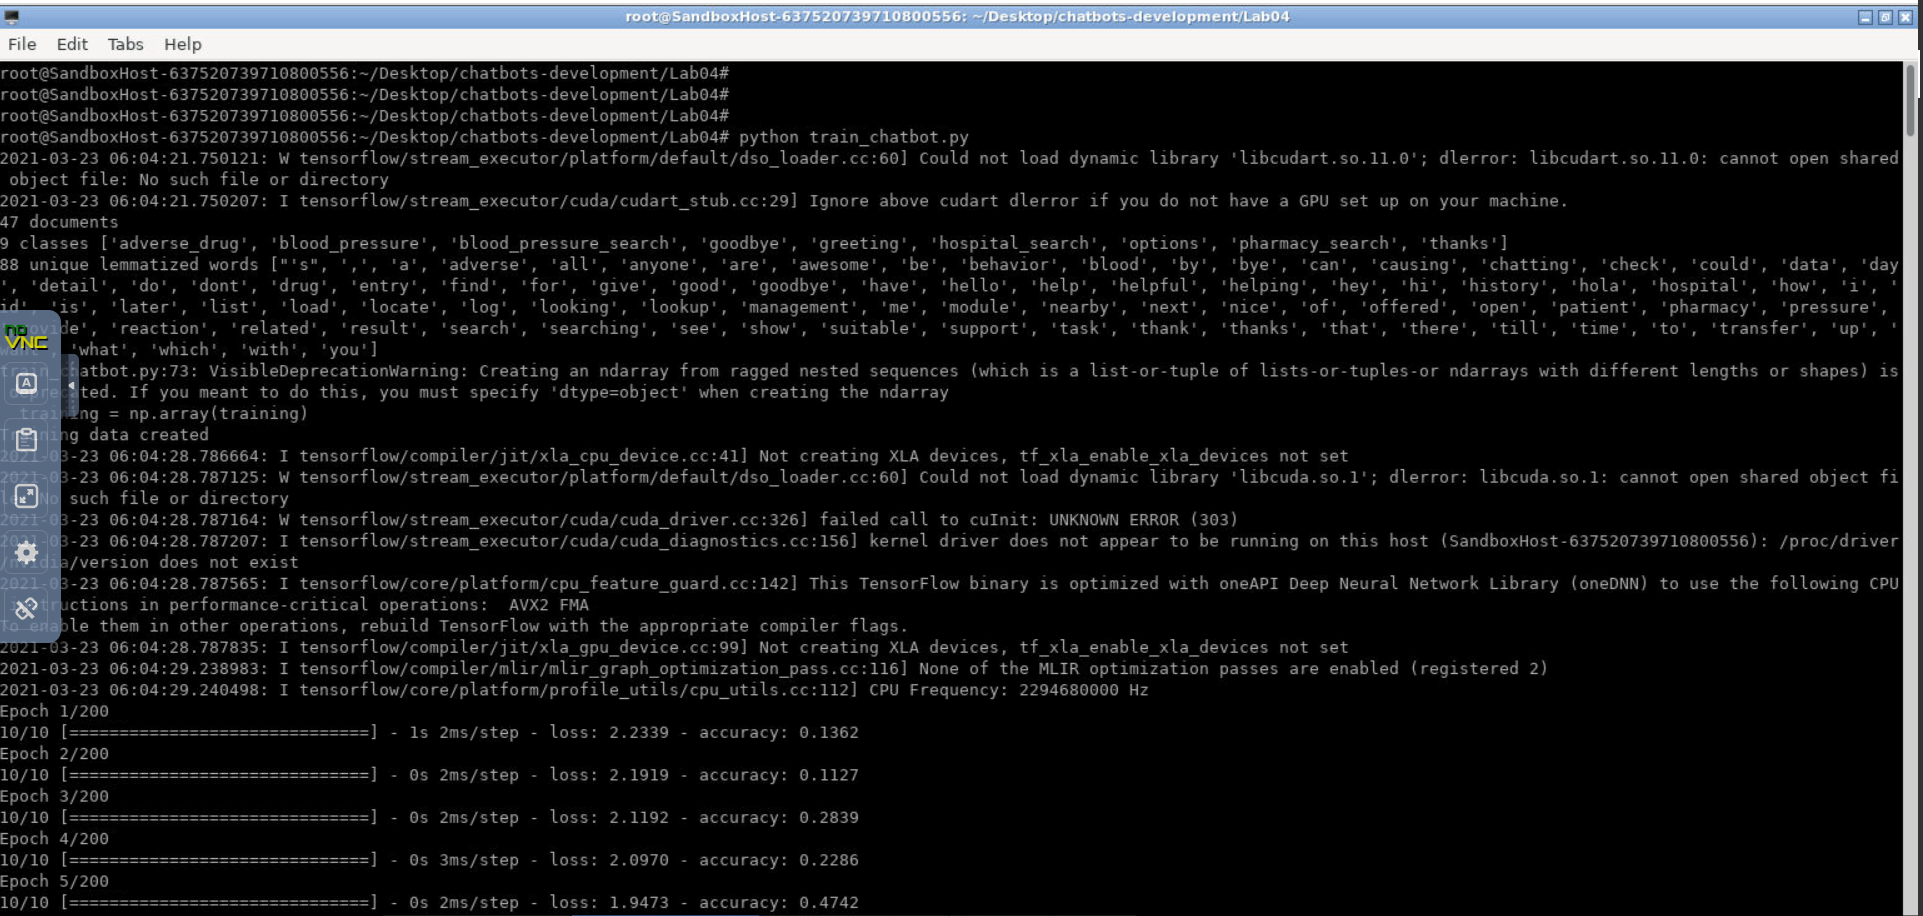 root@SandboxHost-637520739710800556: ~/Desktop/chatbots-development/Lab04
File Edit Tabs Help
root@SandboxHost-637520739710800556:~/Desktop/chatbots-development/Lab04#
root@SandboxHost-637520739710800556:~/Desktop/chatbots-development/Lab04#
root@SandboxHost-637520739710800556:~/Desktop/chatbots-development/Lab04#
root@SandboxHost-637520739710800556:~/Desktop/chatbots-development/Lab04# python train_chatbot.py
2021-03-23 06:04:21.750121: W tensorflow/stream_executor/platform/default/dso_loader.cc:60] Could not load dynamic library 'libcudart.so.11.0'; dlerror: libcudart.so.11.0: cannot open shared
object file: No such file or directory
2021-03-23 06:04:21.750207: I tensorflow/stream_executor/cuda/cudart_stub.cc:29] Ignore above cudart dlerror if you do not have a GPU set up on your machine.
47 documents
9 classes ['adverse_drug', 'blood_pressure', 'blood_pressure_search', 'goodbye', 'greeting', 'hospital_search', 'options', 'pharmacy_search', 'thanks']
88 unique lemmatized words ["'s", ',', 'a', 'adverse', 'all', 'anyone', 'are', 'awesome', 'be', 'behavior', 'blood', 'by', 'bye', 'can', 'causing', 'chatting', 'check', 'could', 'data', 'day
', 'detail', 'do', 'dont', 'drug', 'entry', 'find', 'for', 'give', 'good', 'goodbye', 'have', 'hello', 'help', 'helpful', 'helping', 'hey', 'hi', 'history', 'hola', 'hospital', 'how', 'i', '
id', 'is', 'later', 'list', 'load', 'locate', 'log', 'looking', 'lookup', 'management', 'me', 'module', 'nearby', 'next', 'nice', 'of', 'offered', 'open', 'patient', 'pharmacy', 'pressure', '
provide', 'reaction', 'related', 'result', 'search', 'searching', 'see', 'show', 'suitable', 'support', 'task', 'thank', 'thanks', 'that', 'there', 'till', 'time', 'to', 'transfer', 'up', '
want', 'what', 'which', 'with', 'you']
no
VNC
train_chatbot.py:73: VisibleDeprecationWarning: Creating an ndarray from ragged nested sequences (which is a list-or-tuple of lists-or-tuples-or ndarrays with different lengths or shapes) is
deprecated. If you meant to do this, you must specify 'dtype=object' when creating the ndarray
training = np.array(training)
Training data created
2021-03-23 06:04:28.786664: I tensorflow/compiler/jit/xla_cpu_device.cc:41] Not creating XLA devices, tf_xla_enable_xla_devices not set
2021-03-23 06:04:28.787125: W tensorflow/stream_executor/platform/default/dso_loader.cc:60] Could not load dynamic library 'libcuda.so.1'; dlerror: libcuda.so.1: cannot open shared object fi
le: No such file or directory
2021-03-23 06:04:28.787164: W tensorflow/stream_executor/cuda/cuda_driver.cc:326] failed call to cuInit: UNKNOWN ERROR (303)
2021-03-23 06:04:28.787207: I tensorflow/stream_executor/cuda/cuda_diagnostics.cc:156] kernel driver does not appear to be running on this host (SandboxHost-637520739710800556): /proc/driver
/nvidia/version does not exist
2021-03-23 06:04:28.787565: I tensorflow/core/platform/cpu_feature_guard.cc:142] This TensorFlow binary is optimized with oneAPI Deep Neural Network Library (oneDNN) to use the following CPU
instructions in performance-critical operations:  AVX2 FMA
To enable them in other operations, rebuild TensorFlow with the appropriate compiler flags.
2021-03-23 06:04:28.787835: I tensorflow/compiler/jit/xla_gpu_device.cc:99] Not creating XLA devices, tf_xla_enable_xla_devices not set
2021-03-23 06:04:29.238983: I tensorflow/compiler/mlir/mlir_graph_optimization_pass.cc:116] None of the MLIR optimization passes are enabled (registered 2)
2021-03-23 06:04:29.240498: I tensorflow/core/platform/profile_utils/cpu_utils.cc:112] CPU Frequency: 2294680000 Hz
Epoch 1/200
10/10 [==============================] - 1s 2ms/step - loss: 2.2339 - accuracy: 0.1362
Epoch 2/200
10/10 [==============================] - 0s 2ms/step - loss: 2.1919 - accuracy: 0.1127
Epoch 3/200
10/10 [==============================] - 0s 2ms/step - loss: 2.1192 - accuracy: 0.2839
Epoch 4/200
10/10 [==============================] - 0s 3ms/step - loss: 2.0970 - accuracy: 0.2286
Epoch 5/200
10/10 [==============================] - 0s 2ms/step - loss: 1.9473 - accuracy: 0.4742